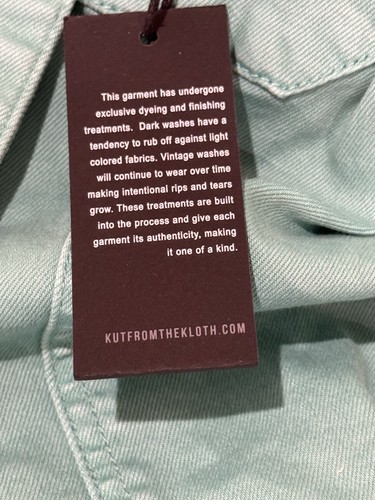 This garment has undergone
exclusive dyeing and finishing
treatments. Dark washes have a
tendency to rub off against light
colored fabrics. Vintage washes
will continue to wear over time
making intentional rips and tears
grow. These treatments are built
into the process and give each
garment its authenticity, making
it one of a kind.
KUTFROMTHEKLOTH.COM